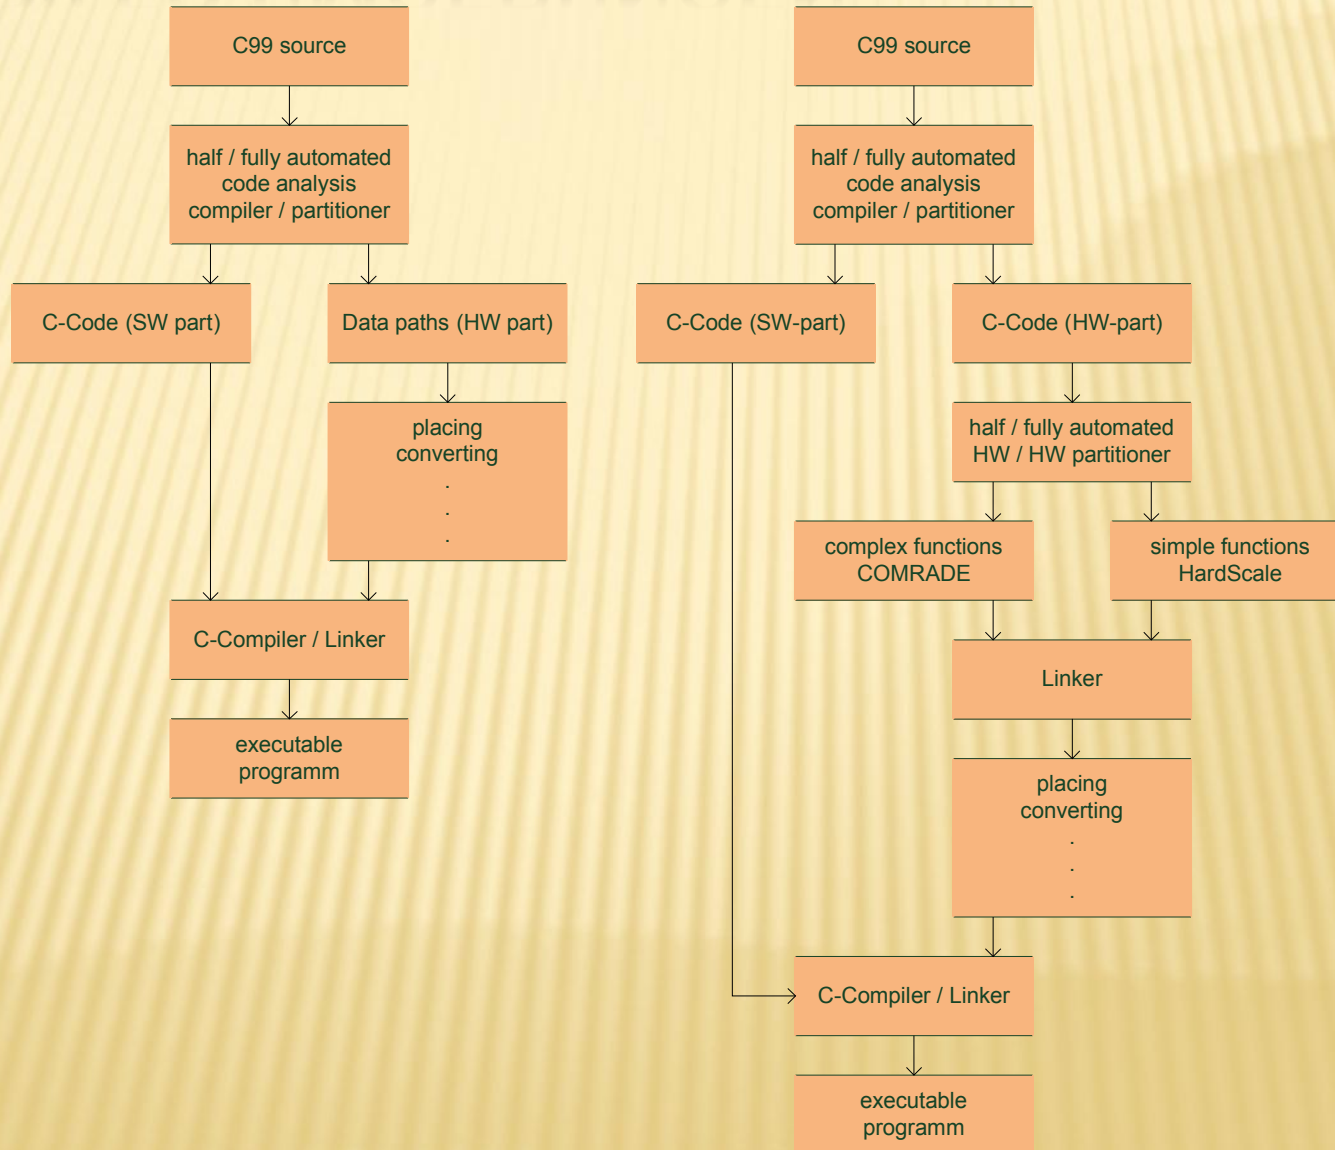 C99 source
half / fully automated
code analysis
compiler / partitioner
C-Code (SW part)
Data paths (HW part)
placing
converting
.
.
.
C-Compiler / Linker
executable
programm
C99 source
half / fully automated
code analysis
compiler / partitioner
C-Code (SW-part)
C-Code (HW-part)
half / fully automated
HW / HW partitioner
complex functions
COMRADE
simple functions
HardScale
Linker
placing
converting
.
.
.
C-Compiler / Linker
executable
programm